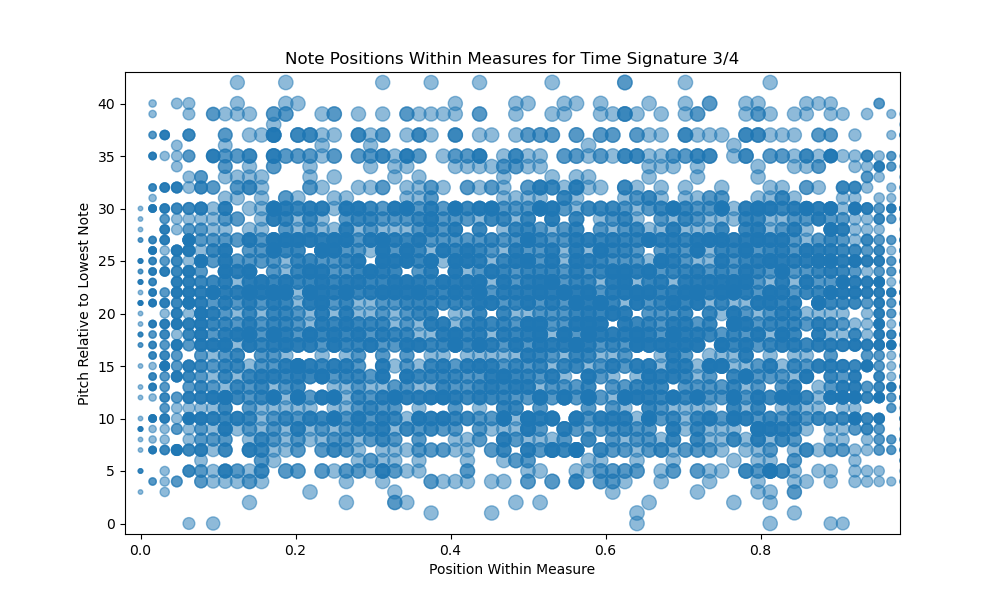 Note Positions Within Measures for Time Signature 3/4
Pitch Relative to Lowest Note
40
35
30
25
20
15
10
5
0
0.0 0.2 0.4 0.6 0.8
Position Within Measure